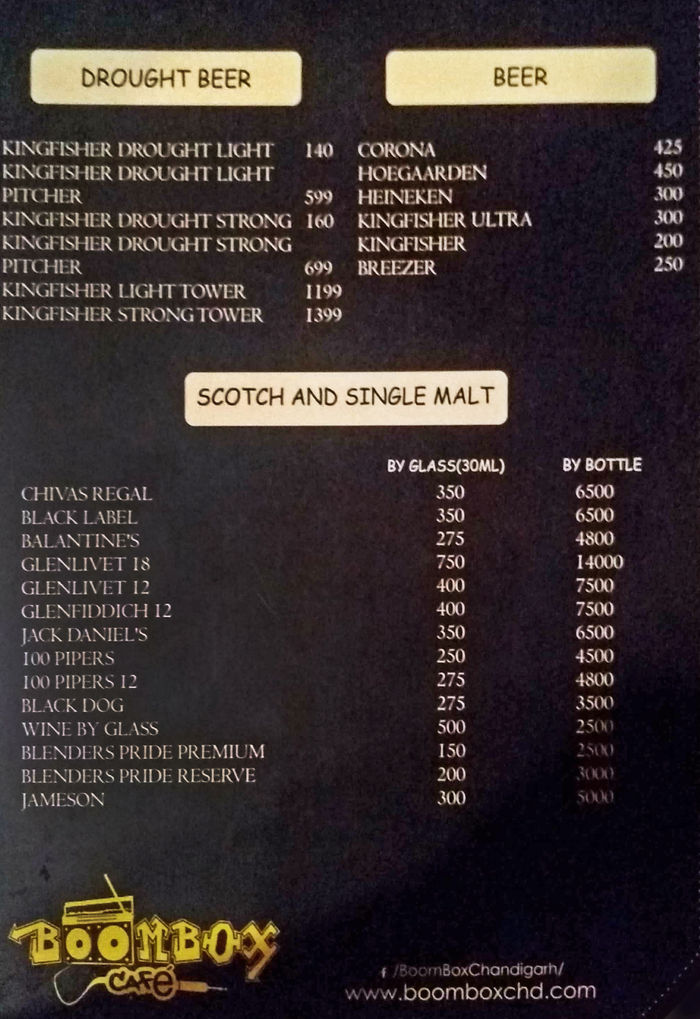 DROUGHT BEER
KINGFISHER DROUGHT LIGHT 140
KINGFISHER DROUGHT LIGHT
PITCHER 599
KINGFISHER DROUGHT STRONG 160
KINGFISHER DROUGHT STRONG
PITCHER 699
KINGFISHER LIGHT TOWER 1199
KINGFISHER STRONG TOWER 1399
BEER
CORONA 425
HOEGAARDEN 450
HEINEKEN 300
KINGFISHER ULTRA 300
KINGFISHER 200
BREEZER 250
SCOTCH AND SINGLE MALT
BY GLASS(30ML) BY BOTTLE
CHIVAS REGAL 350 6500
BLACK LABEL 350 6500
BALANTINE'S 275 4800
GLENLIVET 18 750 14000
GLENLIVET 12 400 7500
GLENFIDDICH 12 400 7500
JACK DANIEL'S 350 6500
100 PIPERS 250 4500
100 PIPERS 12 275 4800
BLACK DOG 275 3500
WINE BY GLASS 500 2500
BLENDERS PRIDE PREMIUM 150 2500
BLENDERS PRIDE RESERVE 200 3000
JAMESON 300 5000
BOOMBOX
CAFé
f /BoomBoxChandigarh/
www.boomboxchd.com